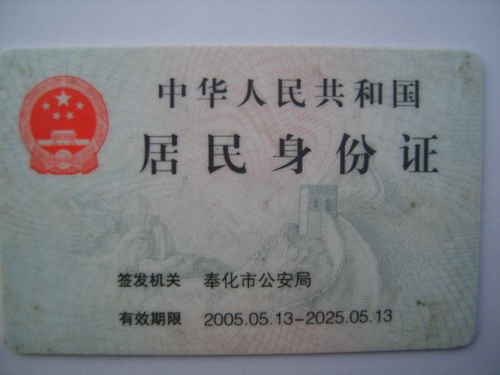 中华人民共和国
居民身份证
签发机关 奉化市公安局
有效期限 2005.05.13-2025.05.13